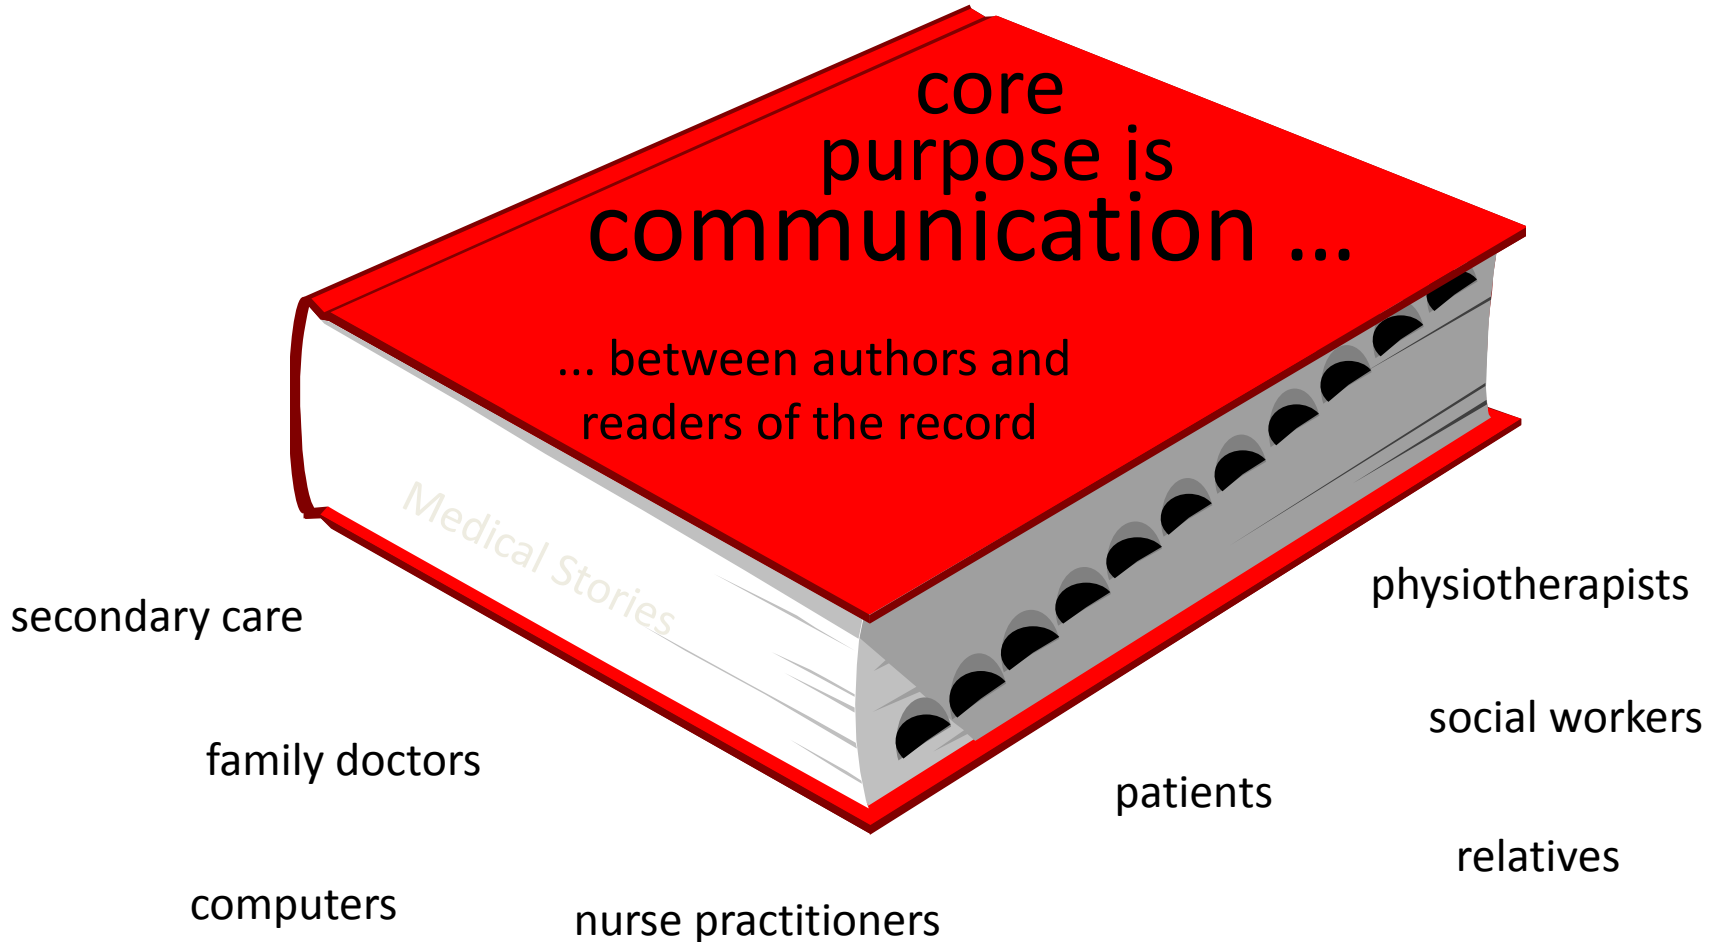 core
purpose is
communication ...
... between authors and
readers of the record
Medical Stories
physiotherapists
secondary care
social workers
family doctors
patients
relatives
computers
nurse practitioners